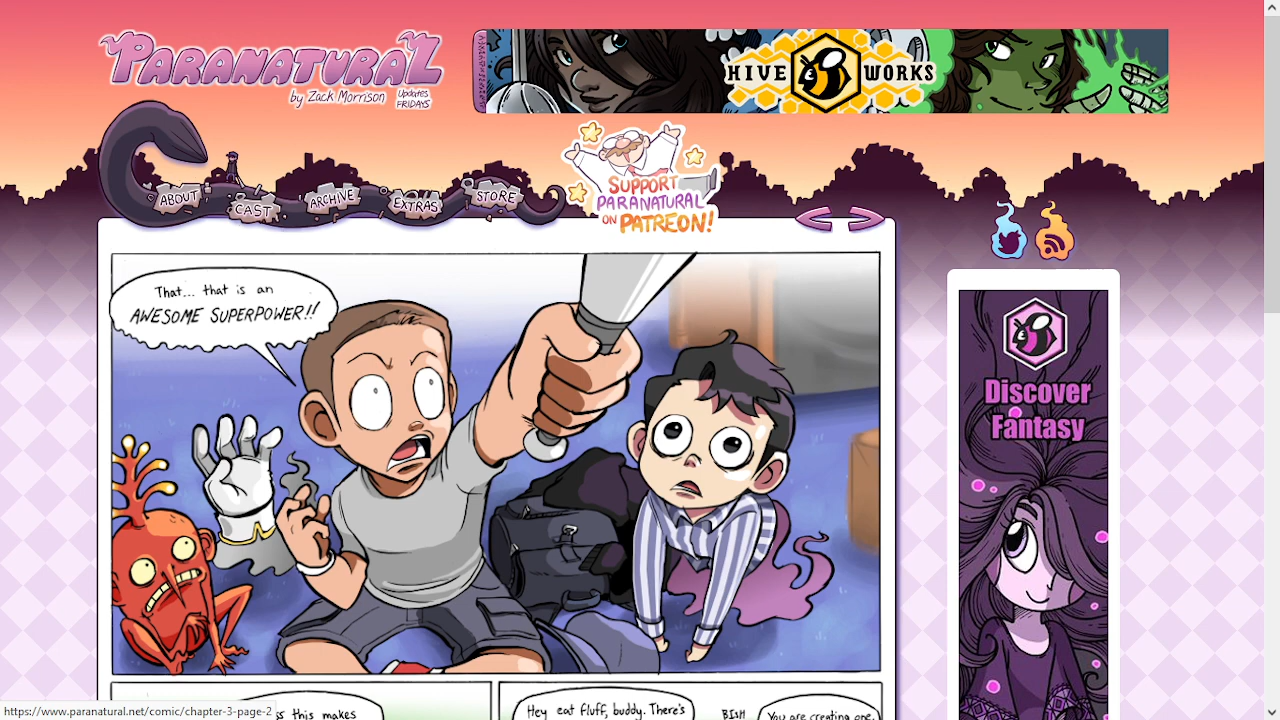 PARANATURAL
by Zack Morrison
Updates
FRIDAYS
HIVE WORKS
ABOUT
CAST
ARCHIVE
EXTRAS
STORE
SUPPORT
PARANATURAL
ON PATREON!
That... that is an
AWESOME SUPERPOWER!!
Discover
Fantasy
this makes
Hey eat fluff, buddy. There's
BISH
You are creating one.
https://www.paranatural.net/comic/chapter-3-page-2